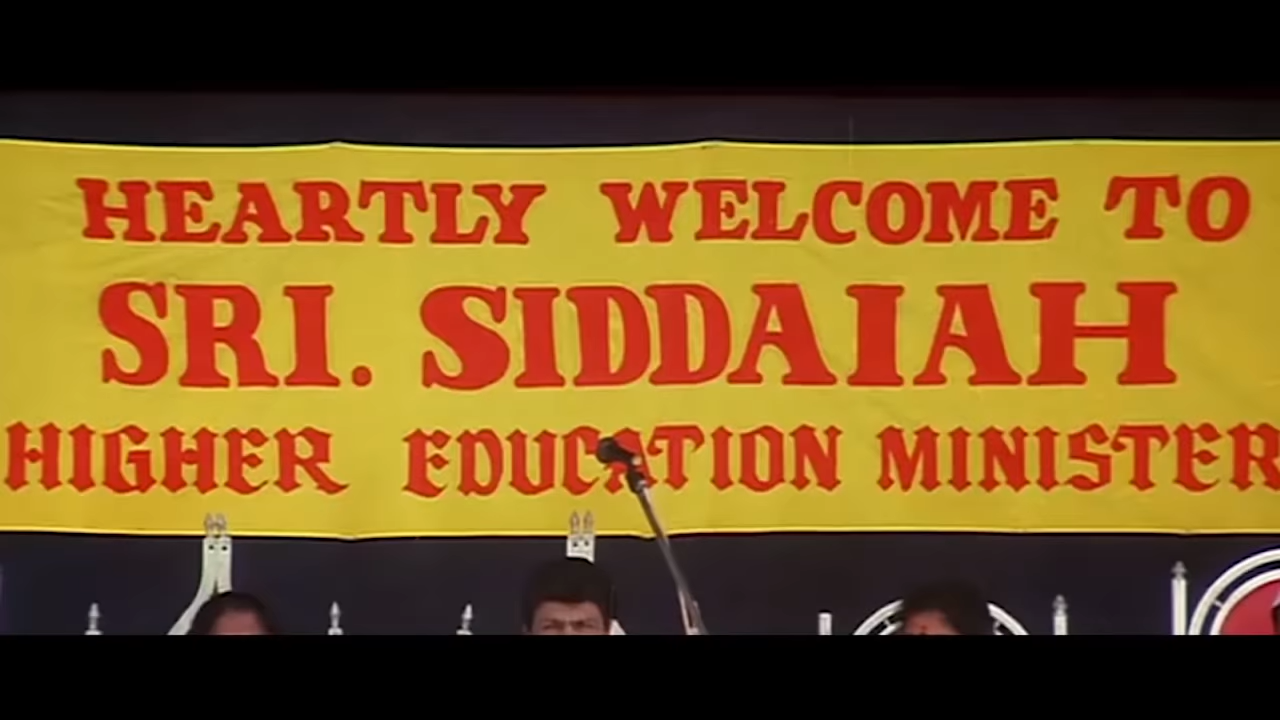 HEARTLY WELCOME TO
SRI. SIDDAIAH
HIGHER EDUCATION MINISTER